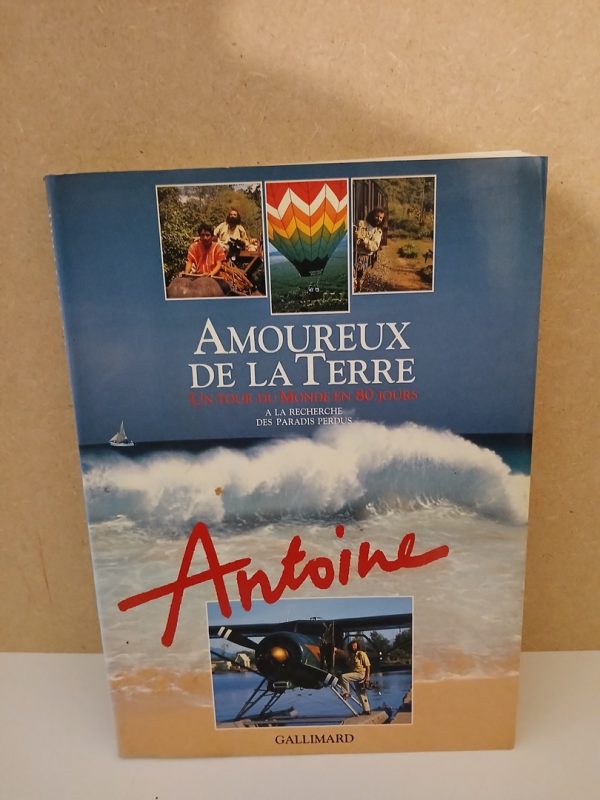 AMOUREUX
DE LA TERRE
UN TOUR DU MONDE EN 80 JOURS
A LA RECHERCHE
DES PARADIS PERDUS
Antoine
GALLIMARD